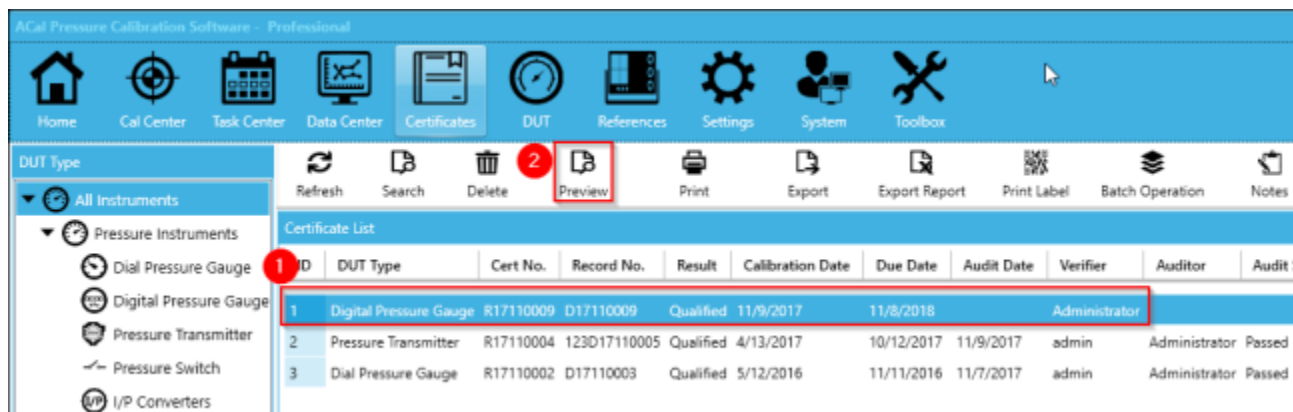 ACal Pressure Calibration Software - Professional
Home Cal Center Task Center Data Center Certificates DUT References Settings System Toolbox
DUT Type
Refresh Search Delete 2 Preview Print Export Export Report Print Label Batch Operation Notes
All Instruments
Pressure Instruments
Dial Pressure Gauge
Digital Pressure Gauge
Pressure Transmitter
Pressure Switch
I/P I/P Converters
Certificate List
1 ID DUT Type Cert No. Record No. Result Calibration Date Due Date Audit Date Verifier Auditor Audit
1 Digital Pressure Gauge R17110009 D17110009 Qualified 11/9/2017 11/8/2018 Administrator
2 Pressure Transmitter R17110004 123D17110005 Qualified 4/13/2017 10/12/2017 11/9/2017 admin Administrator Passed
3 Dial Pressure Gauge R17110002 D17110003 Qualified 5/12/2016 11/11/2016 11/7/2017 admin Administrator Passed